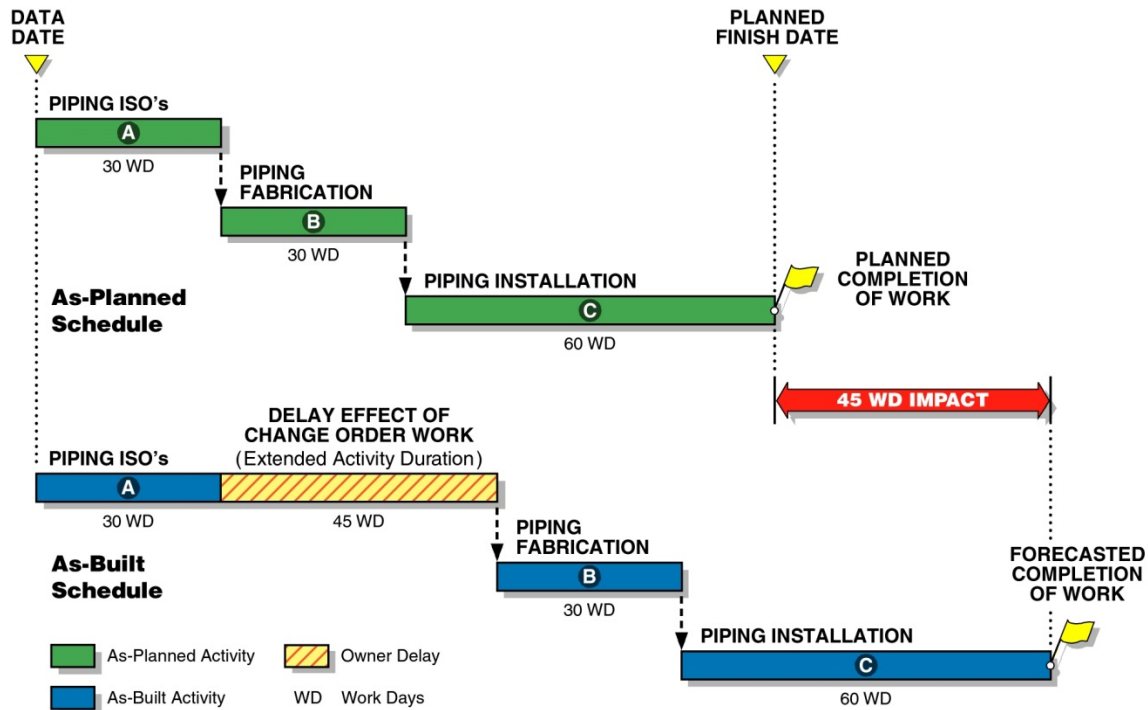 DATA
DATE
PLANNED
FINISH DATE
PIPING ISO's
A
30 WD
PIPING
FABRICATION
B
30 WD
PIPING INSTALLATION
C
60 WD
PLANNED
COMPLETION
OF WORK
As-Planned
Schedule
45 WD IMPACT
DELAY EFFECT OF
CHANGE ORDER WORK
(Extended Activity Duration)
PIPING ISO's
A
30 WD
45 WD
PIPING
FABRICATION
B
30 WD
As-Built
Schedule
FORECASTED
COMPLETION
OF WORK
PIPING INSTALLATION
C
60 WD
As-Planned Activity
Owner Delay
As-Built Activity
WD Work Days